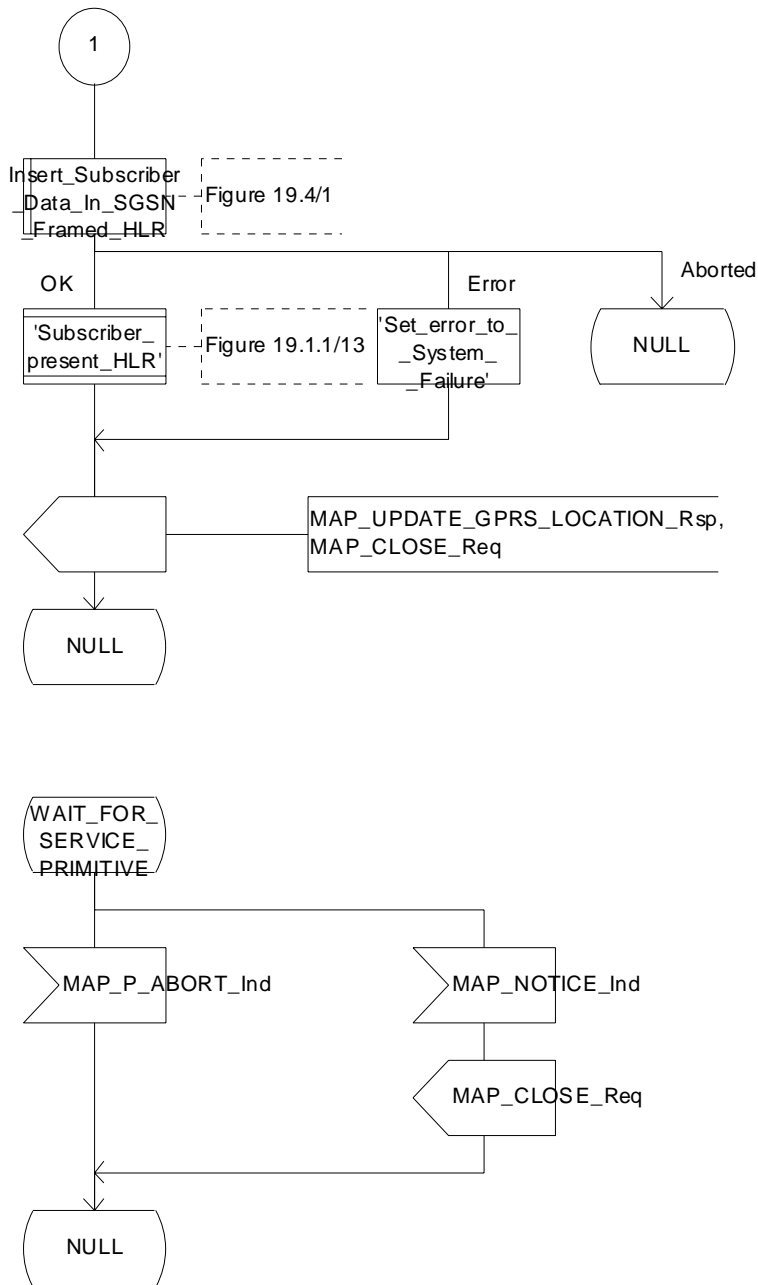 1
Insert_Subscriber
_Data_In_SGSN
_Framed_HLR
Figure 19.4/1
OK
Error
Aborted
'Subscriber_
present_HLR'
Figure 19.1.1/13
'Set_error_to_
_System_
_Failure'
NULL
MAP_UPDATE_GPRS_LOCATION_Rsp,
MAP_CLOSE_Req
NULL
WAIT_FOR_
SERVICE_
PRIMITIVE
MAP_P_ABORT_Ind
MAP_NOTICE_Ind
MAP_CLOSE_Req
NULL